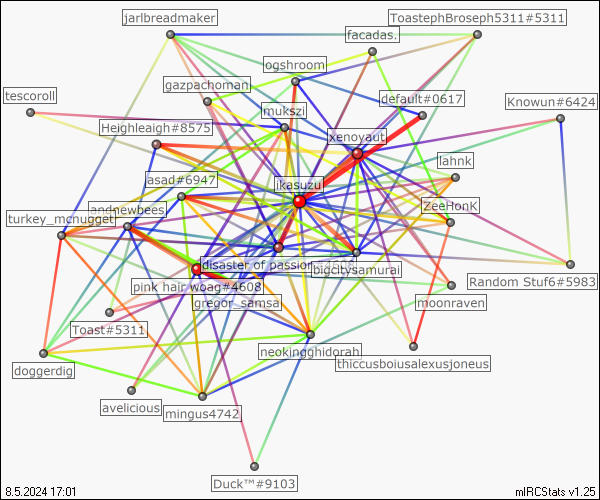 jarlbreadmaker
ToastephBroseph5311#5311
facadas.
ogshroom
gazpachoman
tescoroll
default#0617
Knowun#6424
mukszi
Heighleigh#8575
xenoyaut
lahnk
asad#6947
ikasuzu
andnewbees
ZeeHonK
turkey_mcnugget
disaster of passion
bigcitysamurai
pink hair woag#4608
Random Stuf6#5983
gregor_samsa
moonraven
Toast#5311
neokingghidorah
thiccusboiusalexusjoneus
doggerdig
avelicious
mingus4742
Duck™#9103
8.5.2024 17:01
mIRCStats v1.25